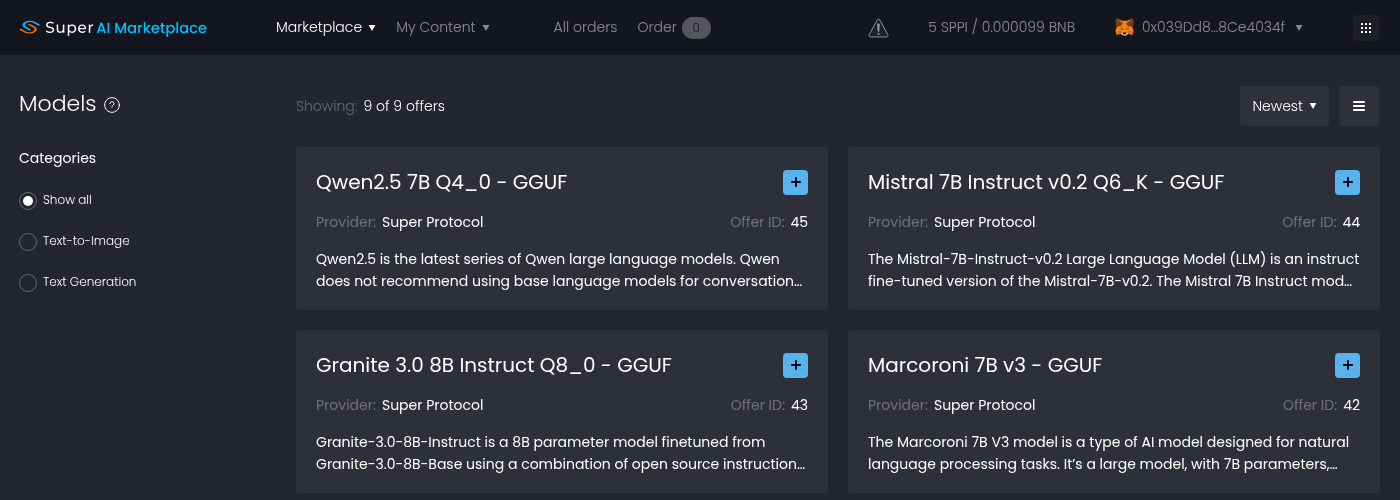 Super AI Marketplace Marketplace My Content All orders Order 0 5 SPPI / 0.000099 BNB 0x039Dd8...8Ce4034f
Models ?
Showing: 9 of 9 offers Newest
Categories
Show all
Text-to-Image
Text Generation
Qwen2.5 7B Q4_0 - GGUF
Provider: Super Protocol Offer ID: 45
Qwen2.5 is the latest series of Qwen large language models. Qwen
does not recommend using base language models for conversation...
Mistral 7B Instruct v0.2 Q6_K - GGUF
Provider: Super Protocol Offer ID: 44
The Mistral-7B-Instruct-v0.2 Large Language Model (LLM) is an instruct
fine-tuned version of the Mistral-7B-v0.2. The Mistral 7B Instruct mod...
Granite 3.0 8B Instruct Q8_0 - GGUF
Provider: Super Protocol Offer ID: 43
Granite-3.0-8B-Instruct is a 8B parameter model finetuned from
Granite-3.0-8B-Base using a combination of open source instruction...
Marcoroni 7B v3 - GGUF
Provider: Super Protocol Offer ID: 42
The Marcoroni 7B V3 model is a type of AI model designed for natural
language processing tasks. It’s a large model, with 7B parameters,...